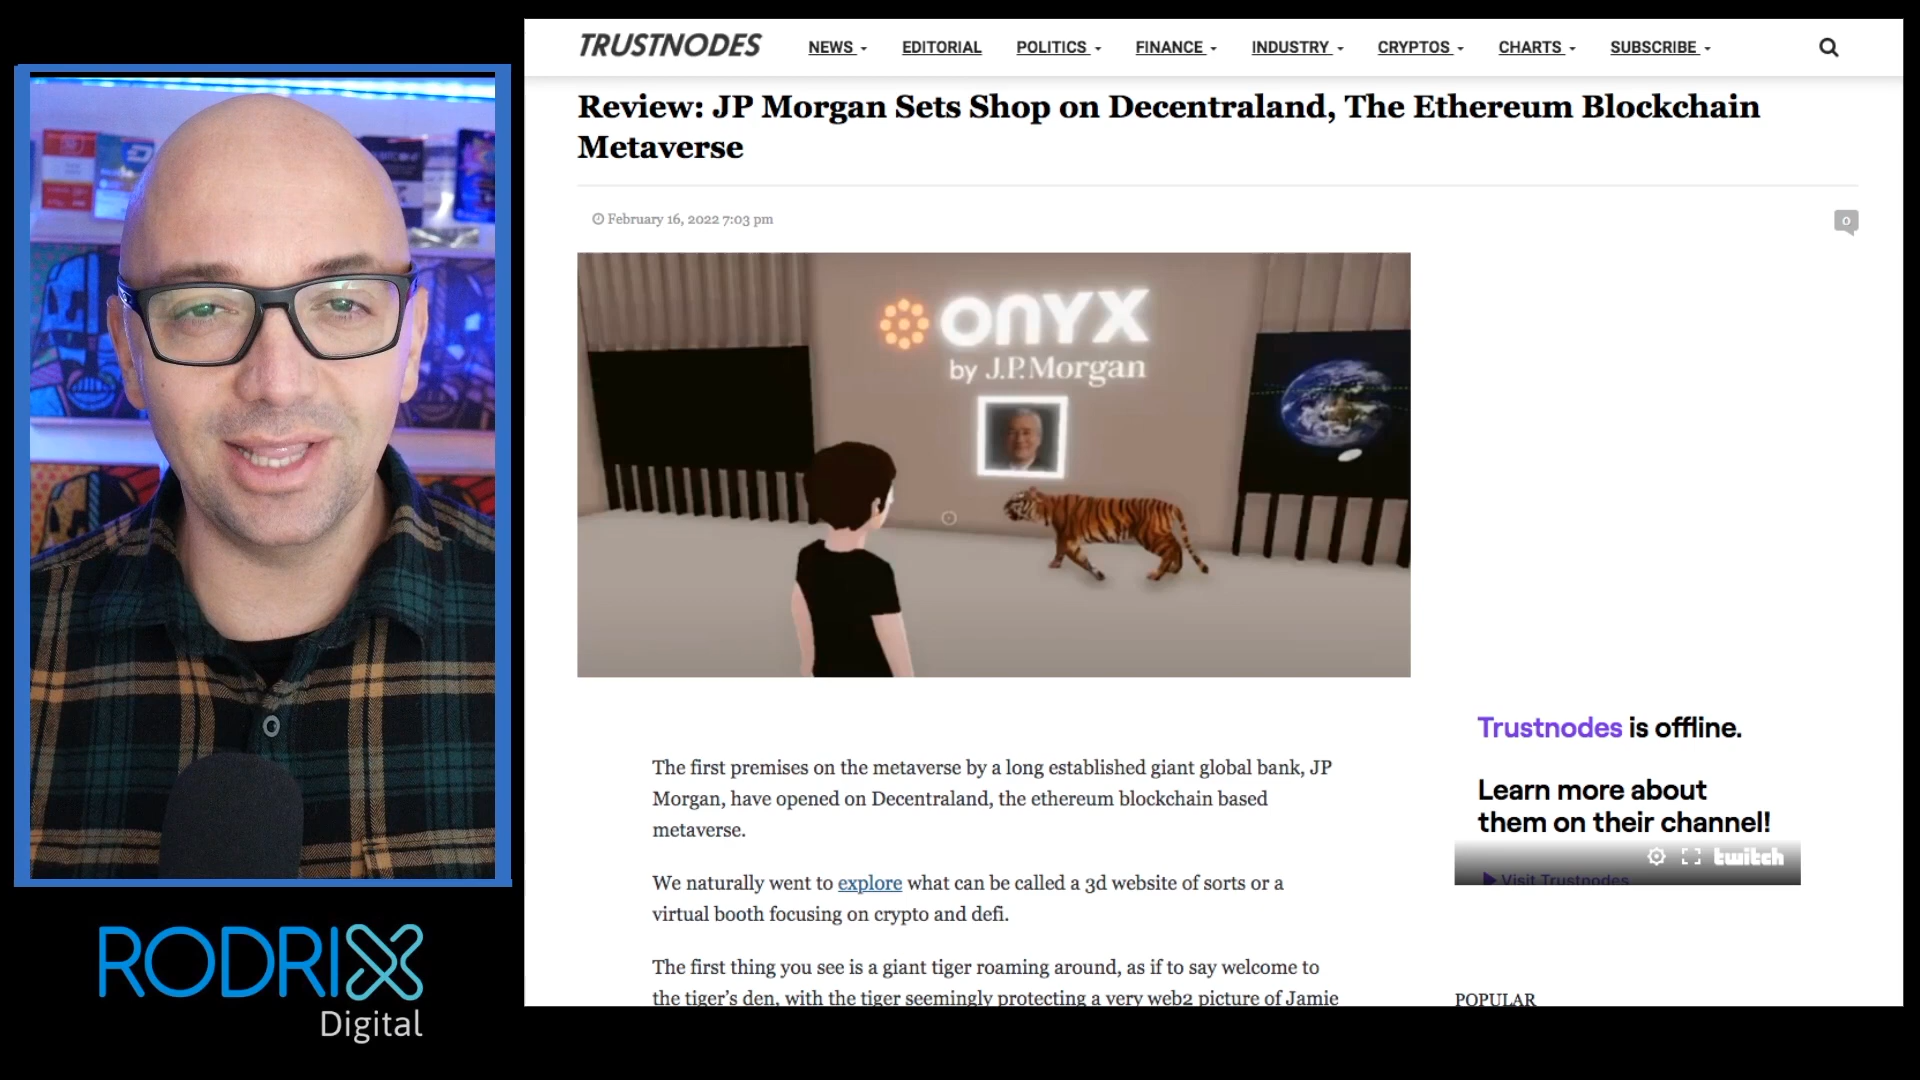 TRUSTNODES
NEWS
EDITORIAL
POLITICS
FINANCE
INDUSTRY
CRYPTOS
CHARTS
SUBSCRIBE
Review: JP Morgan Sets Shop on Decentraland, The Ethereum Blockchain
Metaverse
February 16, 2022 7:03 pm
0
ONYX
by J.P.Morgan
The first premises on the metaverse by a long established giant global bank, JP
Morgan, have opened on Decentraland, the ethereum blockchain based
metaverse.
We naturally went to explore what can be called a 3d website of sorts or a
virtual booth focusing on crypto and defi.
The first thing you see is a giant tiger roaming around, as if to say welcome to
the tiger's den, with the tiger seemingly protecting a very web2 picture of Jamie
Trustnodes is offline.
Learn more about
them on their channel!
twitch
Visit Trustnodes
POPULAR
RODRIX
Digital